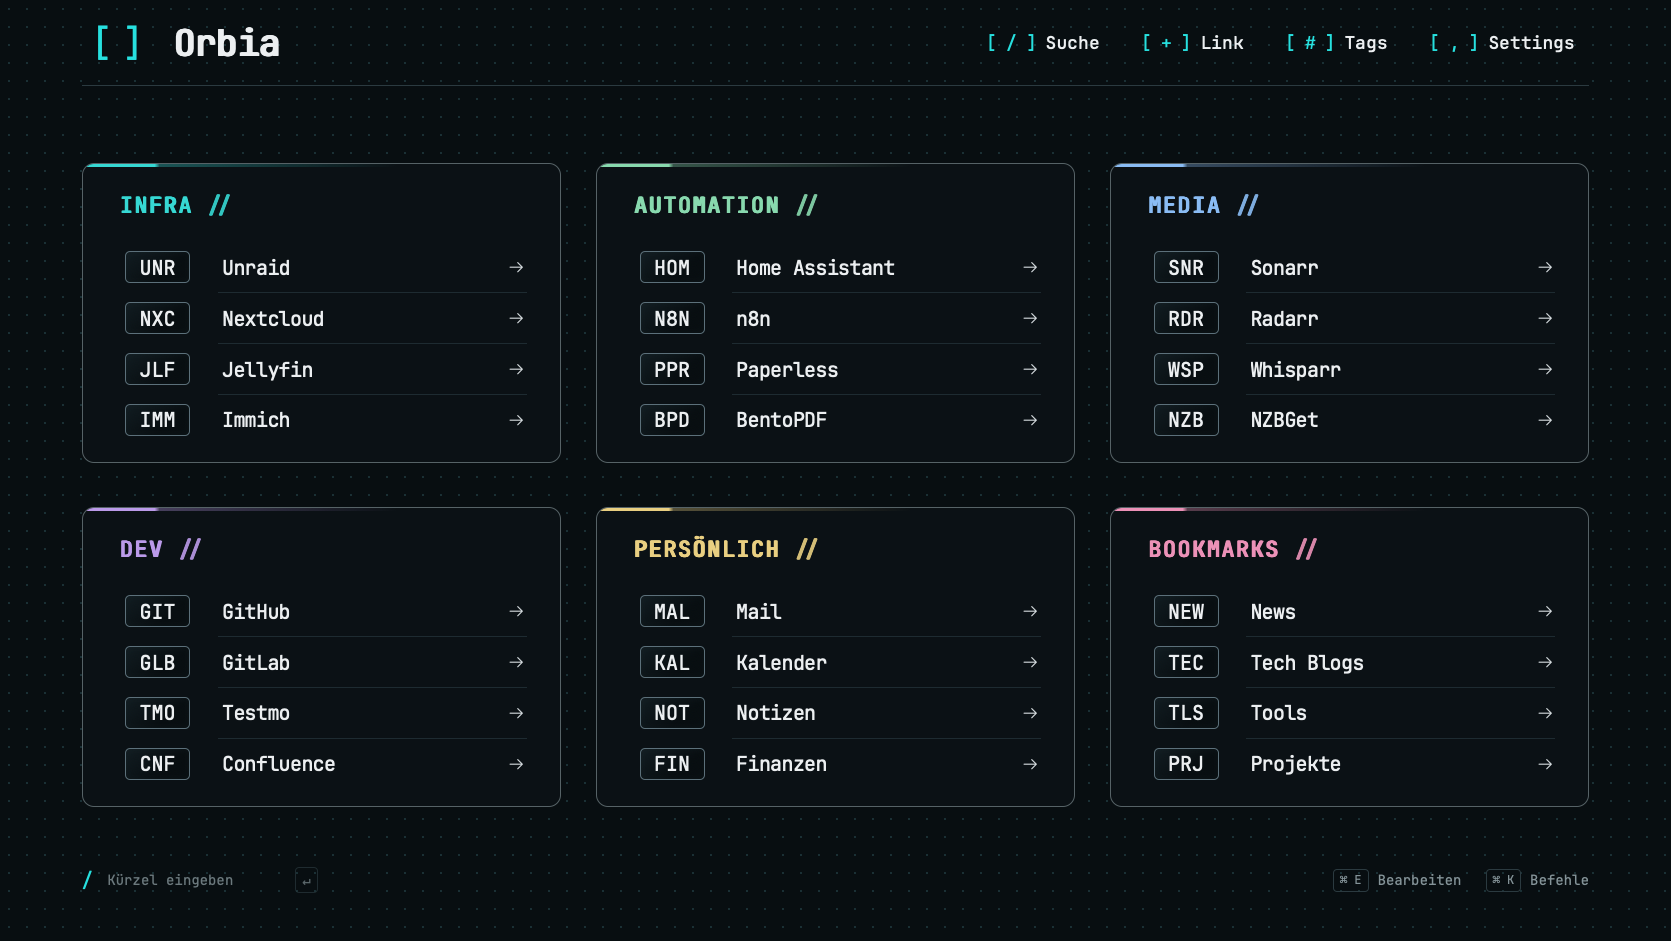 [ ] Orbia
[ / ] Suche [ + ] Link [ # ] Tags [ , ] Settings
INFRA //
UNR Unraid →
NXC Nextcloud →
JLF Jellyfin →
IMM Immich →
AUTOMATION //
HOM Home Assistant →
N8N n8n →
PPR Paperless →
BPD BentoPDF →
MEDIA //
SNR Sonarr →
RDR Radarr →
WSP Whisparr →
NZB NZBGet →
DEV //
GIT GitHub →
GLB GitLab →
TMO Testmo →
CNF Confluence →
PERSÖNLICH //
MAL Mail →
KAL Kalender →
NOT Notizen →
FIN Finanzen →
BOOKMARKS //
NEW News →
TEC Tech Blogs →
TLS Tools →
PRJ Projekte →
/ Kürzel eingeben ↵
⌘ E Bearbeiten ⌘ K Befehle